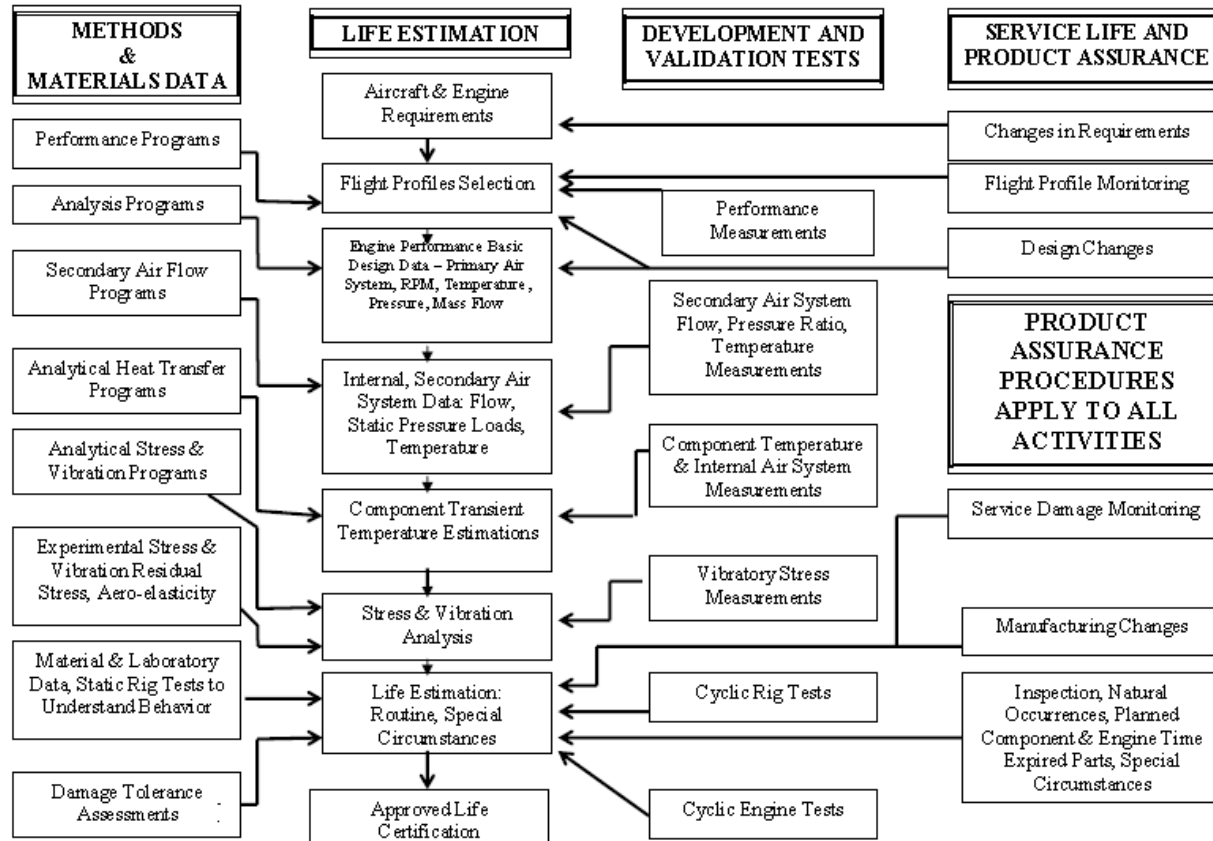 METHODS
&
MATERIALS DATA
Performance Programs
Analysis Programs
Secondary Air Flow
Programs
Analytical Heat Transfer
Programs
Analytical Stress &
Vibration Programs
Experimental Stress &
Vibration Residual
Stress, Aero-elasticity
Material & Laboratory
Data, Static Rig Tests to
Understand Behavior
Damage Tolerance
Assessments
LIFE ESTIMATION
Aircraft & Engine
Requirements
Flight Profiles Selection
Engine Performance Basic
Design Data – Primary Air
System, RPM, Temperature,
Pressure, Mass Flow
Internal, Secondary Air
System Data: Flow,
Static Pressure Loads,
Temperature
Component Transient
Temperature Estimations
Stress & Vibration
Analysis
Life Estimation:
Routine, Special
Circumstances
Approved Life
Certification
DEVELOPMENT AND
VALIDATION TESTS
Performance
Measurements
Secondary Air System
Flow, Pressure Ratio,
Temperature
Measurements
Component Temperature
& Internal Air System
Measurements
Vibratory Stress
Measurements
Cyclic Rig Tests
Cyclic Engine Tests
SERVICE LIFE AND
PRODUCT ASSURANCE
Changes in Requirements
Flight Profile Monitoring
Design Changes
PRODUCT
ASSURANCE
PROCEDURES
APPLY TO ALL
ACTIVITIES
Service Damage Monitoring
Manufacturing Changes
Inspection, Natural
Occurrences, Planned
Component & Engine Time
Expired Parts, Special
Circumstances